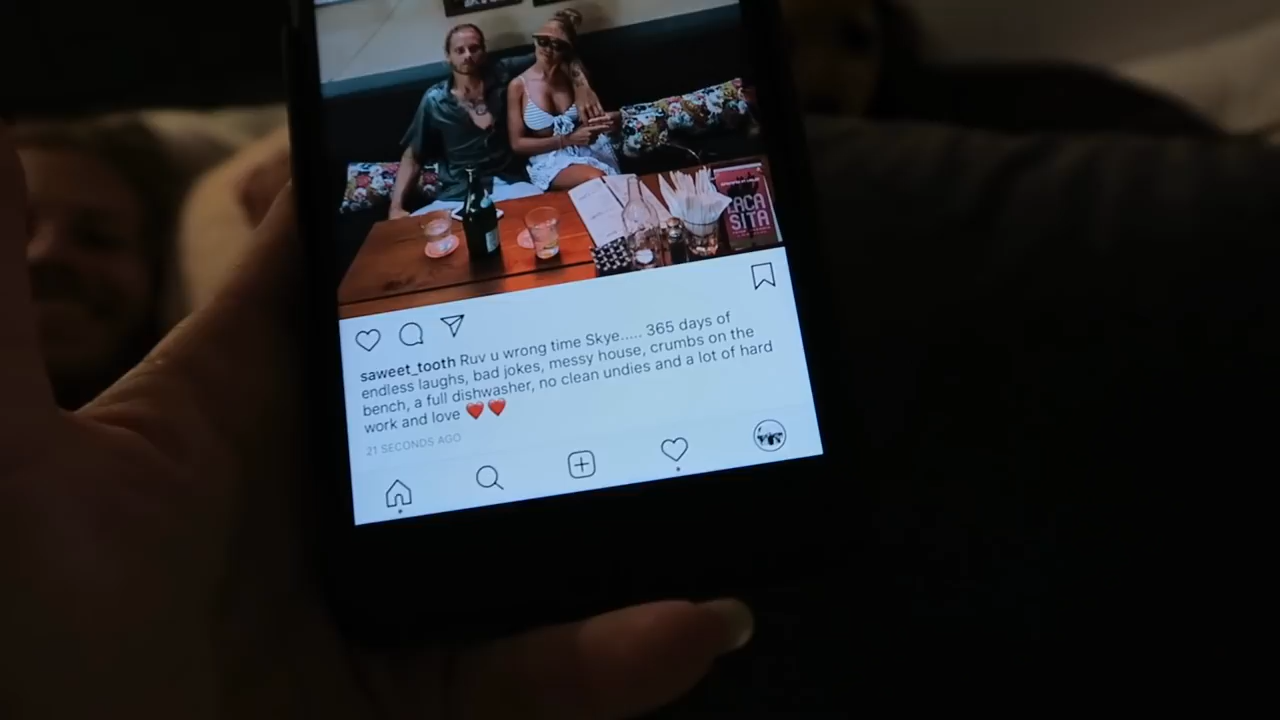 LACA
SITA
saweet_tooth Ruv u wrong time Skye..... 365 days of
endless laughs, bad jokes, messy house, crumbs on the
bench, a full dishwasher, no clean undies and a lot of hard
work and love ❤️❤️
21 SECONDS AGO